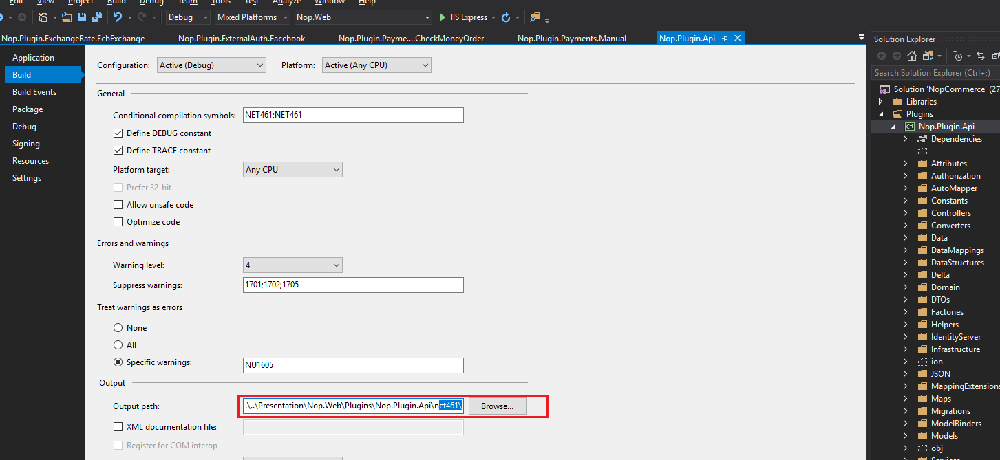 Edit View Project Build Debug Team Tools Test Analyze Window Help
Debug Mixed Platforms Nop.Web IIS Express
Nop.Plugin.ExchangeRate.EcbExchange Nop.Plugin.ExternalAuth.Facebook Nop.Plugin.Payme....CheckMoneyOrder Nop.Plugin.Payments.Manual Nop.Plugin.Api
Application
Build
Build Events
Package
Debug
Signing
Resources
Settings
Configuration: Active (Debug) Platform: Active (Any CPU)
General
Conditional compilation symbols: NET461;NET461
Define DEBUG constant
Define TRACE constant
Platform target: Any CPU
Prefer 32-bit
Allow unsafe code
Optimize code
Errors and warnings
Warning level: 4
Suppress warnings: 1701;1702;1705
Treat warnings as errors
None
All
Specific warnings: NU1605
Output
Output path: .\..\Presentation\Nop.Web\Plugins\Nop.Plugin.Api\net461\ Browse...
XML documentation file:
Register for COM interop
Solution Explorer
Search Solution Explorer (Ctrl+;)
Solution 'NopCommerce' (27
Libraries
Plugins
C# Nop.Plugin.Api
Dependencies
Attributes
Authorization
AutoMapper
Constants
Controllers
Converters
Data
DataMappings
DataStructures
Delta
Domain
DTOs
Factories
Helpers
IdentityServer
Infrastructure
ion
JSON
MappingExtensions
Maps
Migrations
ModelBinders
Models
obj
Services